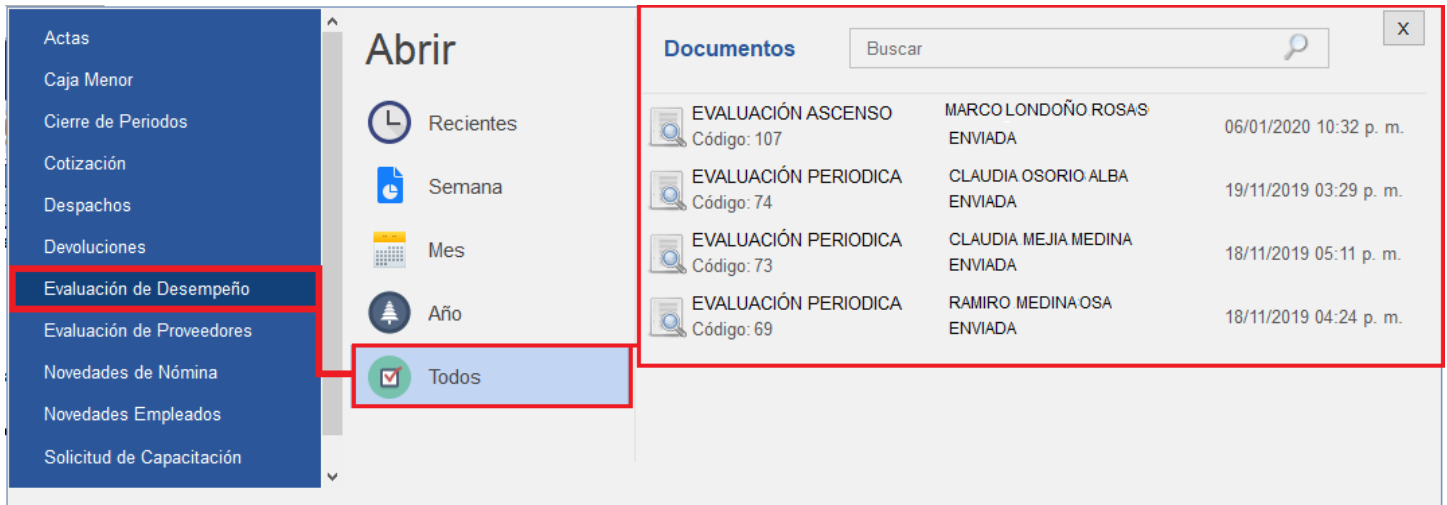 Actas
Caja Menor
Cierre de Periodos
Cotización
Despachos
Devoluciones
Evaluación de Desempeño
Evaluación de Proveedores
Novedades de Nómina
Novedades Empleados
Solicitud de Capacitación
Abrir
Recientes
Semana
Mes
Año
Todos
Documentos Buscar X
EVALUACIÓN ASCENSO MARCO LONDOÑO ROSAS
Código: 107 ENVIADA 06/01/2020 10:32 p. m.
EVALUACIÓN PERIODICA CLAUDIA OSORIO ALBA
Código: 74 ENVIADA 19/11/2019 03:29 p. m.
EVALUACIÓN PERIODICA CLAUDIA MEJIA MEDINA
Código: 73 ENVIADA 18/11/2019 05:11 p. m.
EVALUACIÓN PERIODICA RAMIRO MEDINA OSA
Código: 69 ENVIADA 18/11/2019 04:24 p. m.